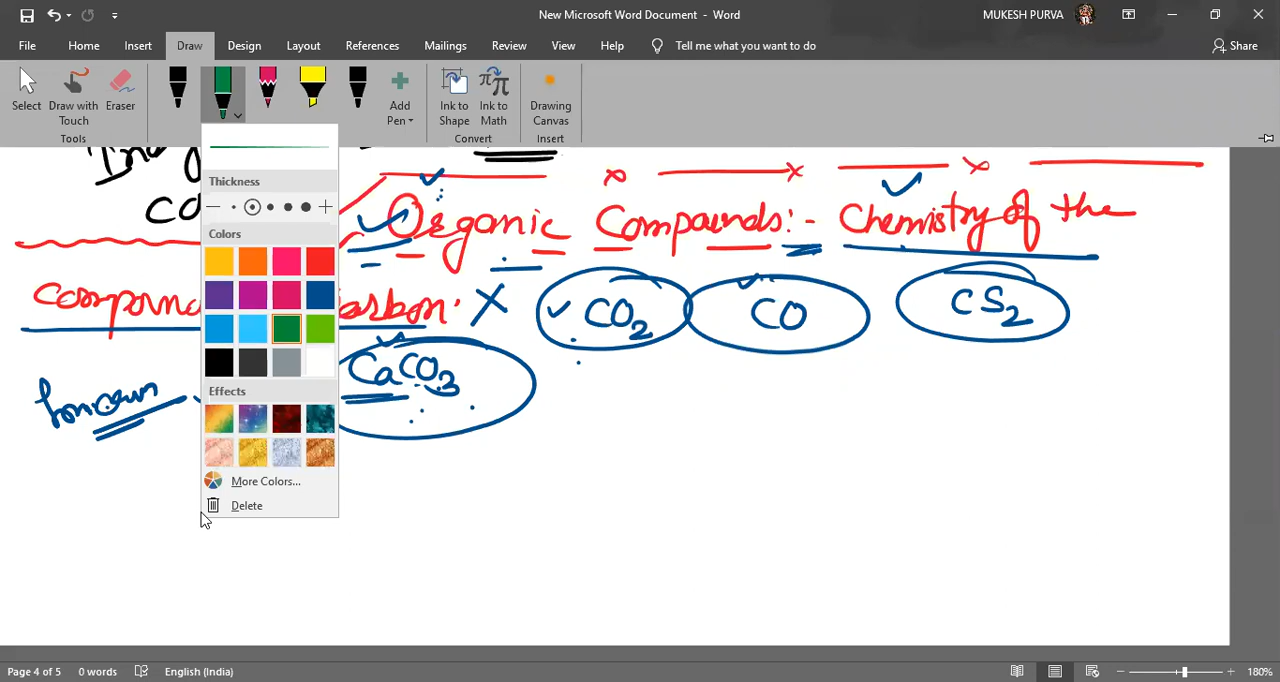 New Microsoft Word Document - Word
MUKESH PURVA
File Home Insert Draw Design Layout References Mailings Review View Help Tell me what you want to do
Share
Select
Draw with Touch
Eraser
Add Pen
Ink to Shape
Ink to Math
Drawing Canvas
Tools
Convert
Insert
Thickness
Colors
Effects
More Colors...
Delete
Organic Compounds:- Chemistry of the
CO2 CO CS2
CaCO3
Page 4 of 5 0 words English (India)
180%